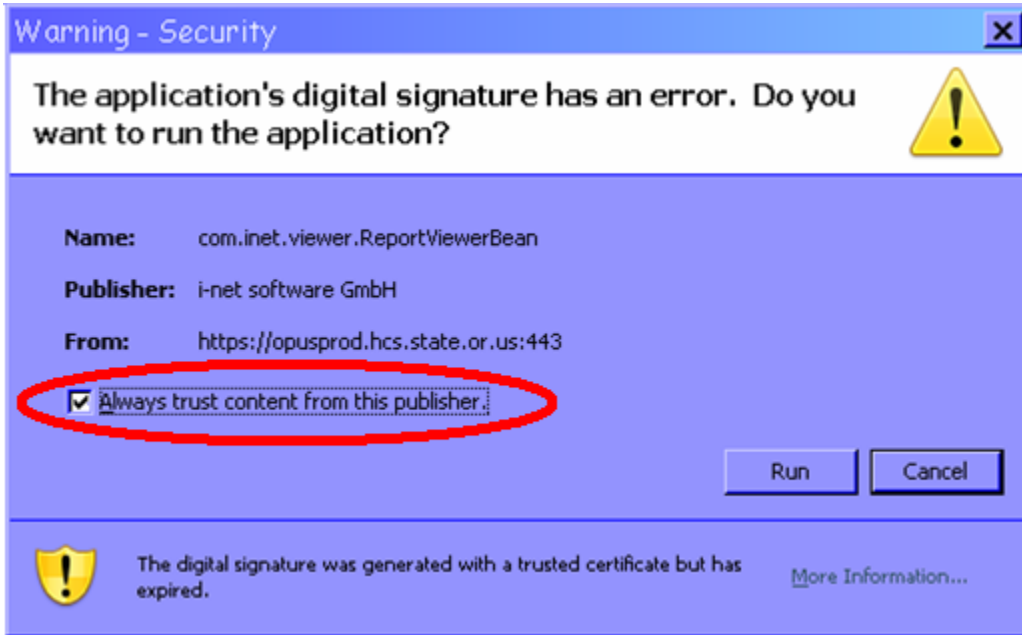 Warning - Security
The application's digital signature has an error. Do you
want to run the application?
Name: com.inet.viewer.ReportViewerBean
Publisher: i-net software GmbH
From: https://opusprod.hcs.state.or.us:443
Always trust content from this publisher.
Run Cancel
The digital signature was generated with a trusted certificate but has
expired.
More Information...